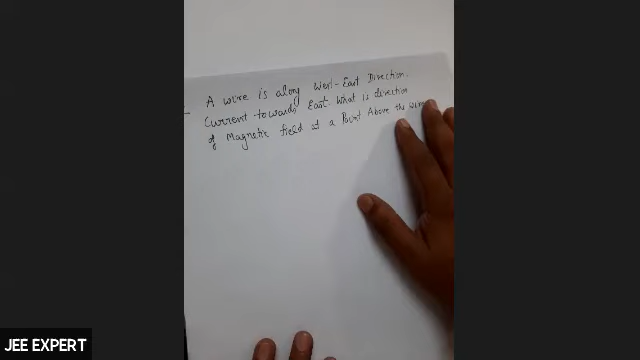 A wire is along West-East Direction.
Current towards East. What is direction
of Magnetic field at a Point Above the wire
JEE EXPERT